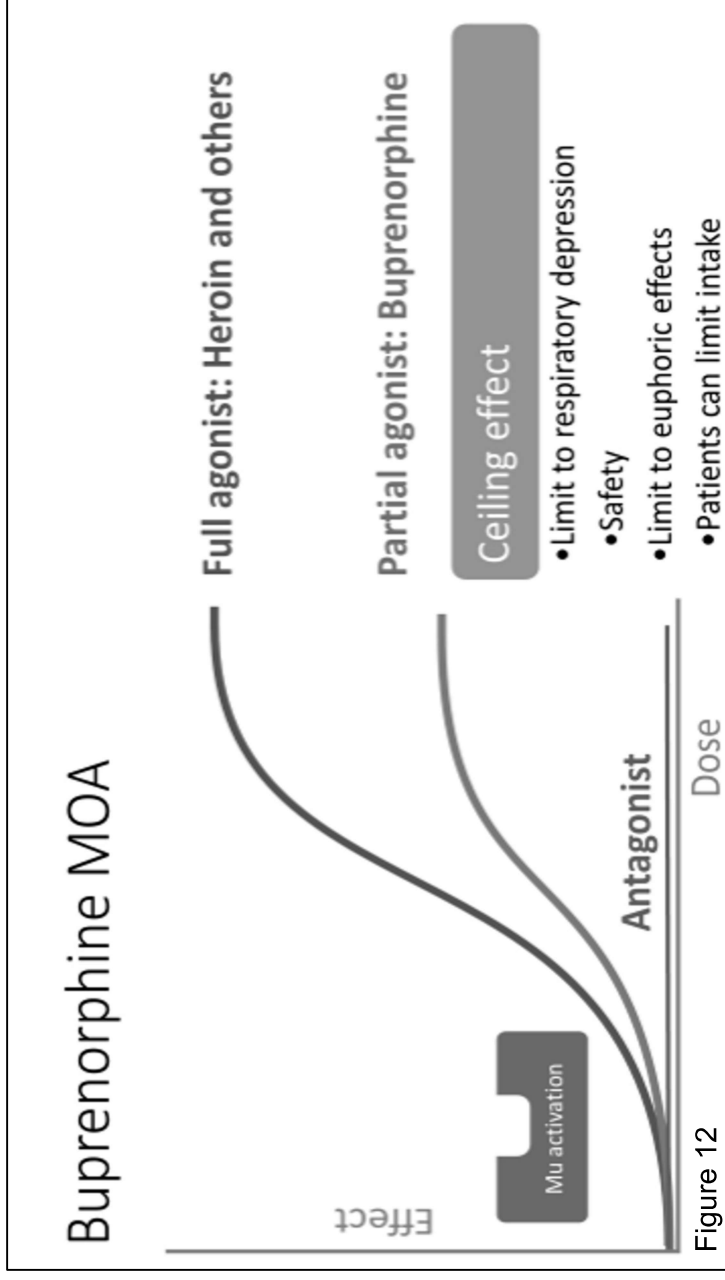 Buprenorphine MOA
Effect
Mu activation
Full agonist: Heroin and others
Partial agonist: Buprenorphine
Ceiling effect
•Limit to respiratory depression
•Safety
•Limit to euphoric effects
•Patients can limit intake
Antagonist
Dose
Figure 12